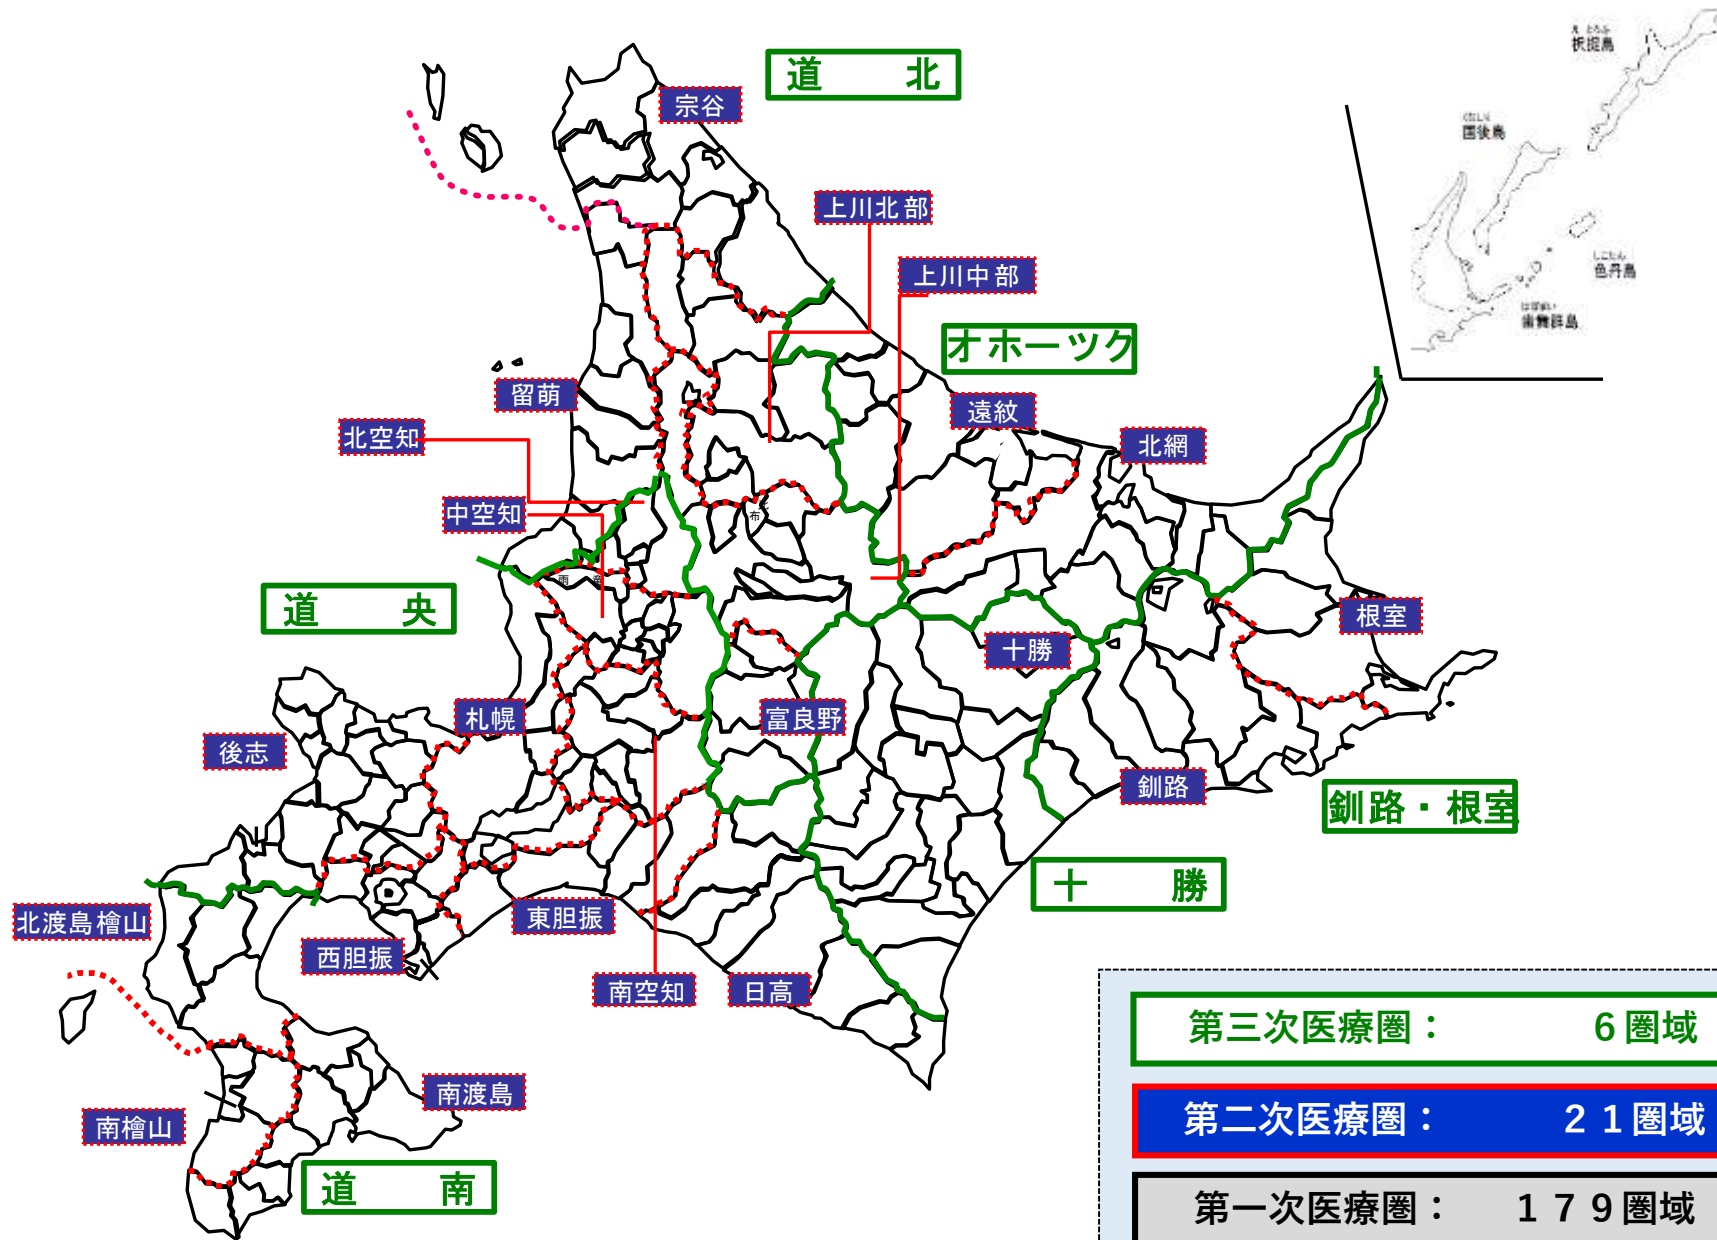 道　　北
宗谷
上川北部
上川中部
オホーツク
留萌
遠紋
北空知
北網
中空知
布
雨　竜
道　　央
根室
十勝
札幌
富良野
後志
釧路
釧路・根室
十　　勝
北渡島檜山
東胆振
西胆振
南空知
日高
南渡島
南檜山
道　　南
択捉島
国後島
色丹島
歯舞群島
第三次医療圏：　　　　６圏域
第二次医療圏：　　　２１圏域
第一次医療圏：　　１７９圏域